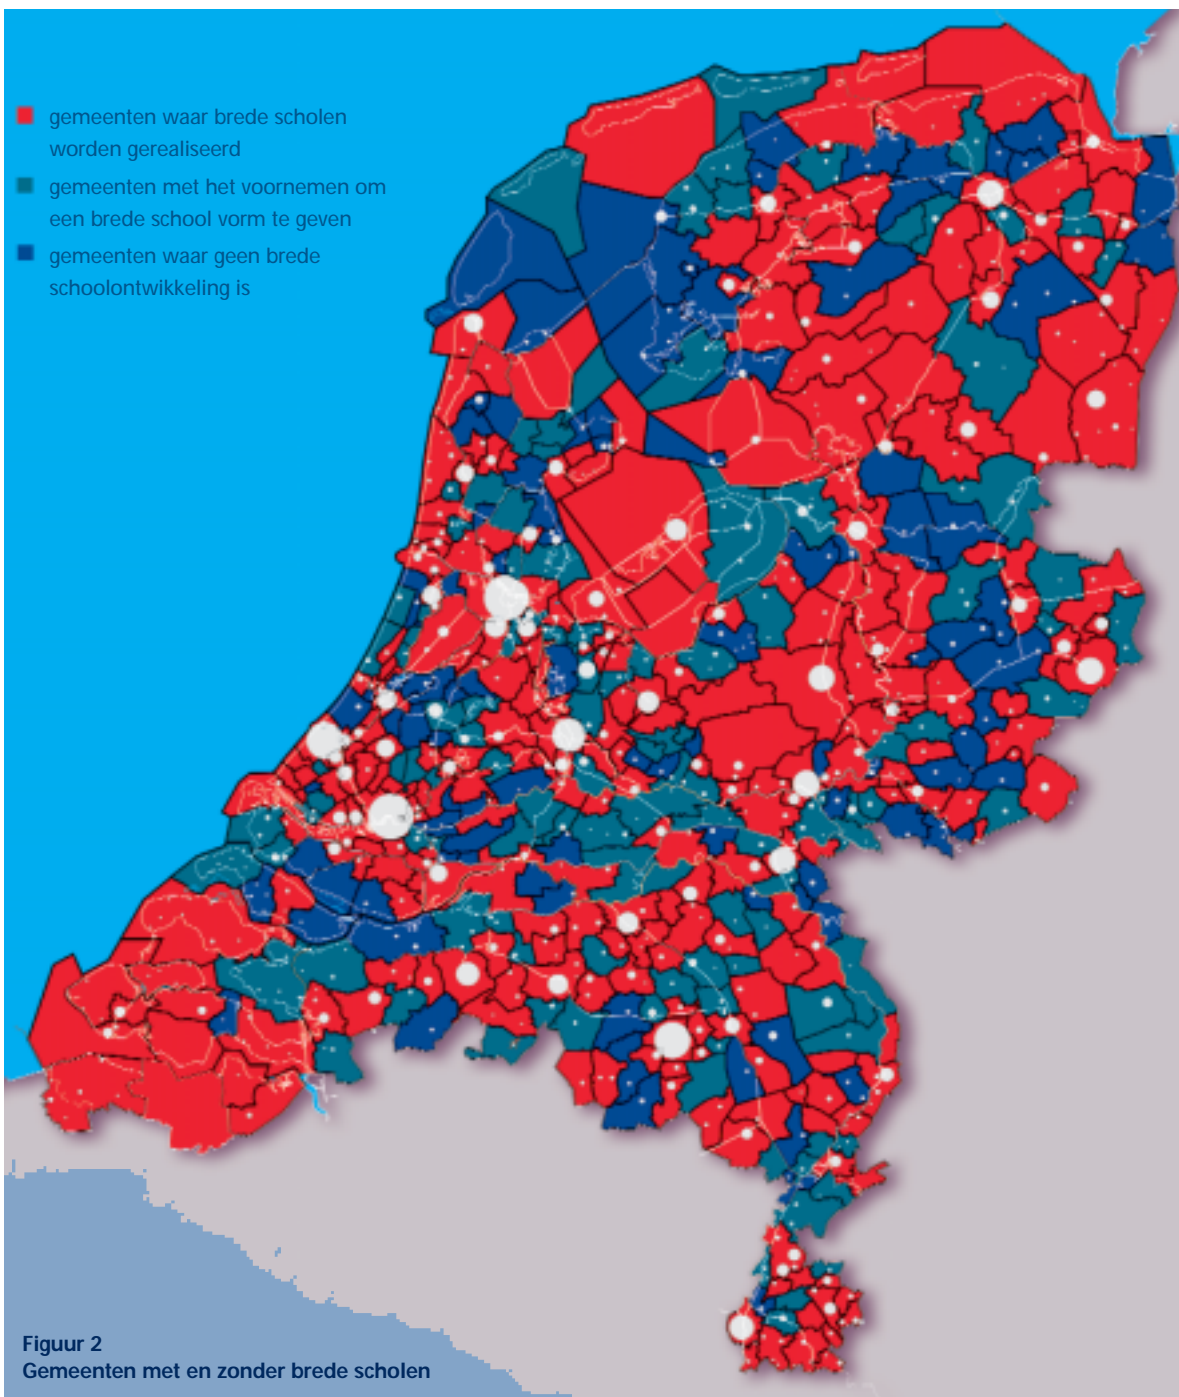 gemeenten waar brede scholen
worden gerealiseerd
gemeenten met het voornemen om
een brede school vorm te geven
gemeenten waar geen brede
schoolontwikkeling is
Figuur 2
Gemeenten met en zonder brede scholen